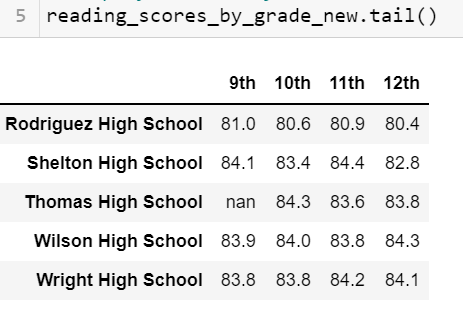 5 reading_scores_by_grade_new.tail()
9th 10th 11th 12th
Rodriguez High School 81.0 80.6 80.9 80.4
Shelton High School 84.1 83.4 84.4 82.8
Thomas High School nan 84.3 83.6 83.8
Wilson High School 83.9 84.0 83.8 84.3
Wright High School 83.8 83.8 84.2 84.1